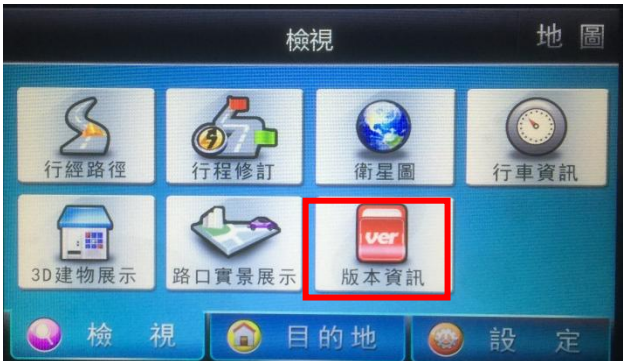 檢視
地圖
行經路徑
行程修訂
衛星圖
行車資訊
3D建物展示
路口實景展示
ver
版本資訊
檢視
目的地
設定